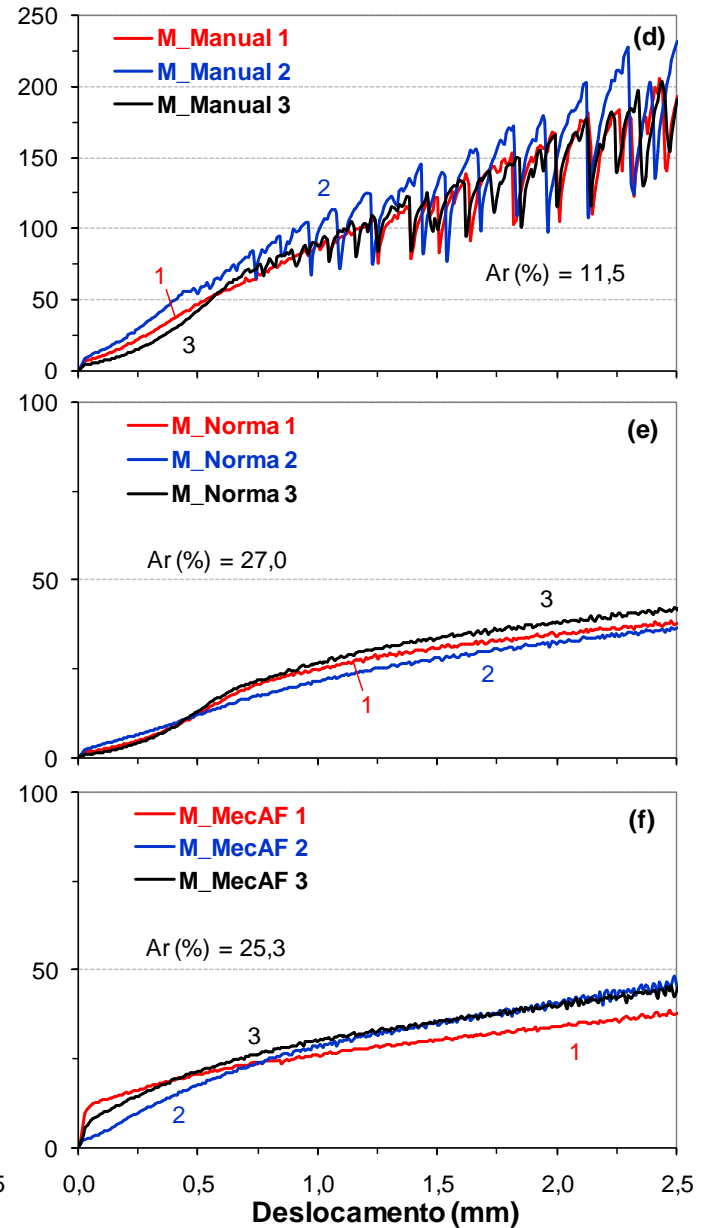 250
200
150
100
50
0
M_Manual 1
M_Manual 2
M_Manual 3
(d)
2
1
3
Ar (%) = 11,5
100
50
0
M_Norma 1
M_Norma 2
M_Norma 3
(e)
Ar (%) = 27,0
3
1
2
100
50
0
M_MecAF 1
M_MecAF 2
M_MecAF 3
(f)
Ar (%) = 25,3
3
2
1
5
0,0
0,5
1,0
1,5
2,0
2,5
Deslocamento (mm)